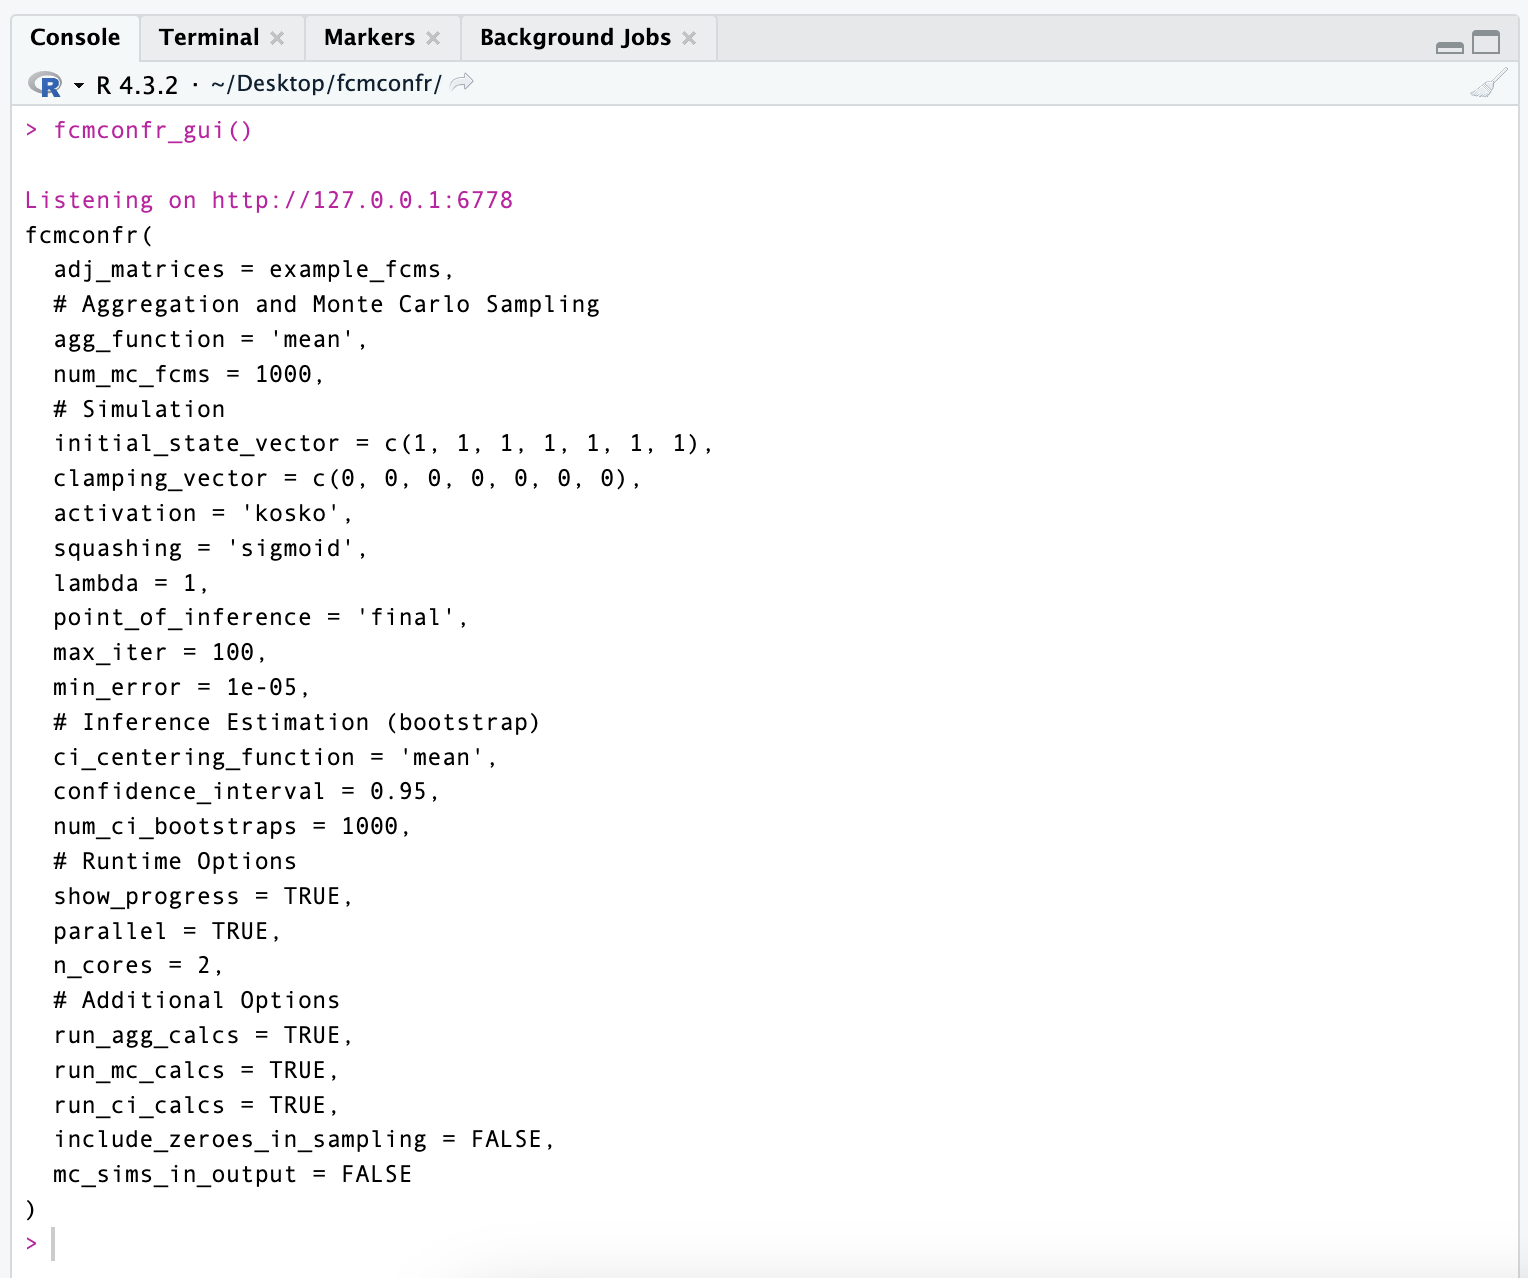 Console Terminal Markers Background Jobs
R R 4.3.2 · ~/Desktop/fcmconfr/
> fcmconfr_gui()
Listening on http://127.0.0.1:6778
fcmconfr(
  adj_matrices = example_fcms,
  # Aggregation and Monte Carlo Sampling
  agg_function = 'mean',
  num_mc_fcms = 1000,
  # Simulation
  initial_state_vector = c(1, 1, 1, 1, 1, 1, 1),
  clamping_vector = c(0, 0, 0, 0, 0, 0, 0),
  activation = 'kosko',
  squashing = 'sigmoid',
  lambda = 1,
  point_of_inference = 'final',
  max_iter = 100,
  min_error = 1e-05,
  # Inference Estimation (bootstrap)
  ci_centering_function = 'mean',
  confidence_interval = 0.95,
  num_ci_bootstraps = 1000,
  # Runtime Options
  show_progress = TRUE,
  parallel = TRUE,
  n_cores = 2,
  # Additional Options
  run_agg_calcs = TRUE,
  run_mc_calcs = TRUE,
  run_ci_calcs = TRUE,
  include_zeroes_in_sampling = FALSE,
  mc_sims_in_output = FALSE
)
>